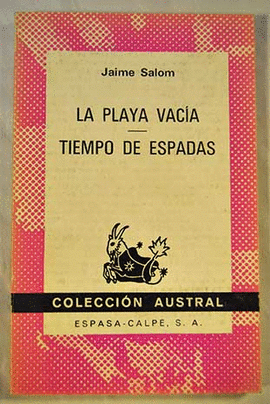 Jaime Salom
LA PLAYA VACÍA
TIEMPO DE ESPADAS
COLECCIÓN AUSTRAL
ESPASA-CALPE, S. A.